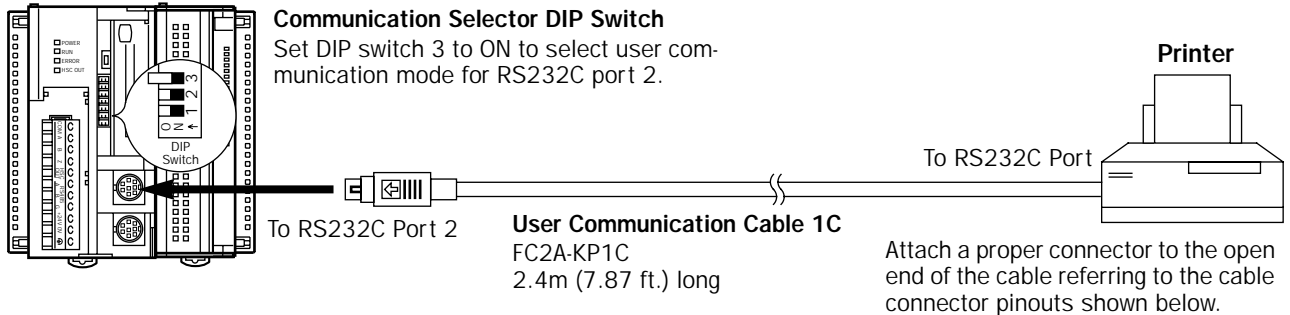 Communication Selector DIP Switch
Set DIP switch 3 to ON to select user com-
munication mode for RS232C port 2.
POWER
RUN
ERROR
HSC OUT
3
2
1
O N ←
DIP
Switch
Printer
To RS232C Port
To RS232C Port 2
User Communication Cable 1C
FC2A-KP1C
2.4m (7.87 ft.) long
Attach a proper connector to the open
end of the cable referring to the cable
connector pinouts shown below.